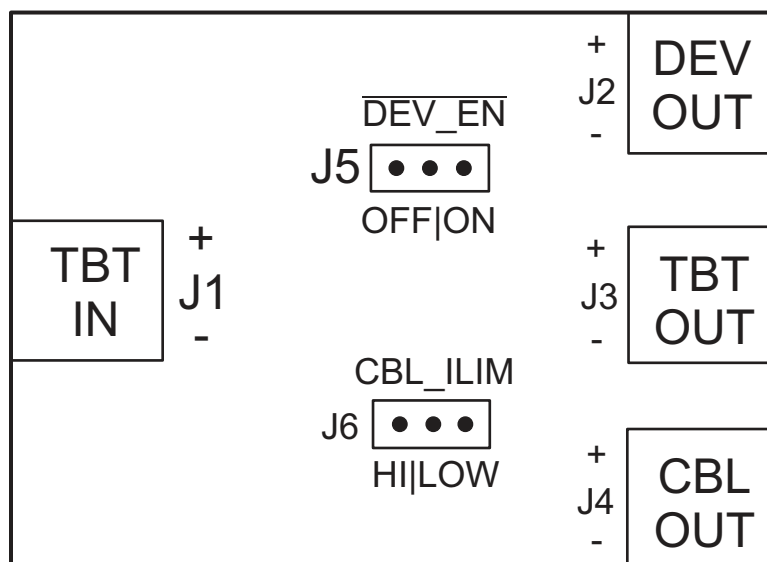 +
J2
-
DEV
OUT
DEV_EN
J5
OFF|ON
TBT
IN
+
J1
-
+
J3
-
TBT
OUT
CBL_ILIM
J6
HI|LOW
+
J4
-
CBL
OUT